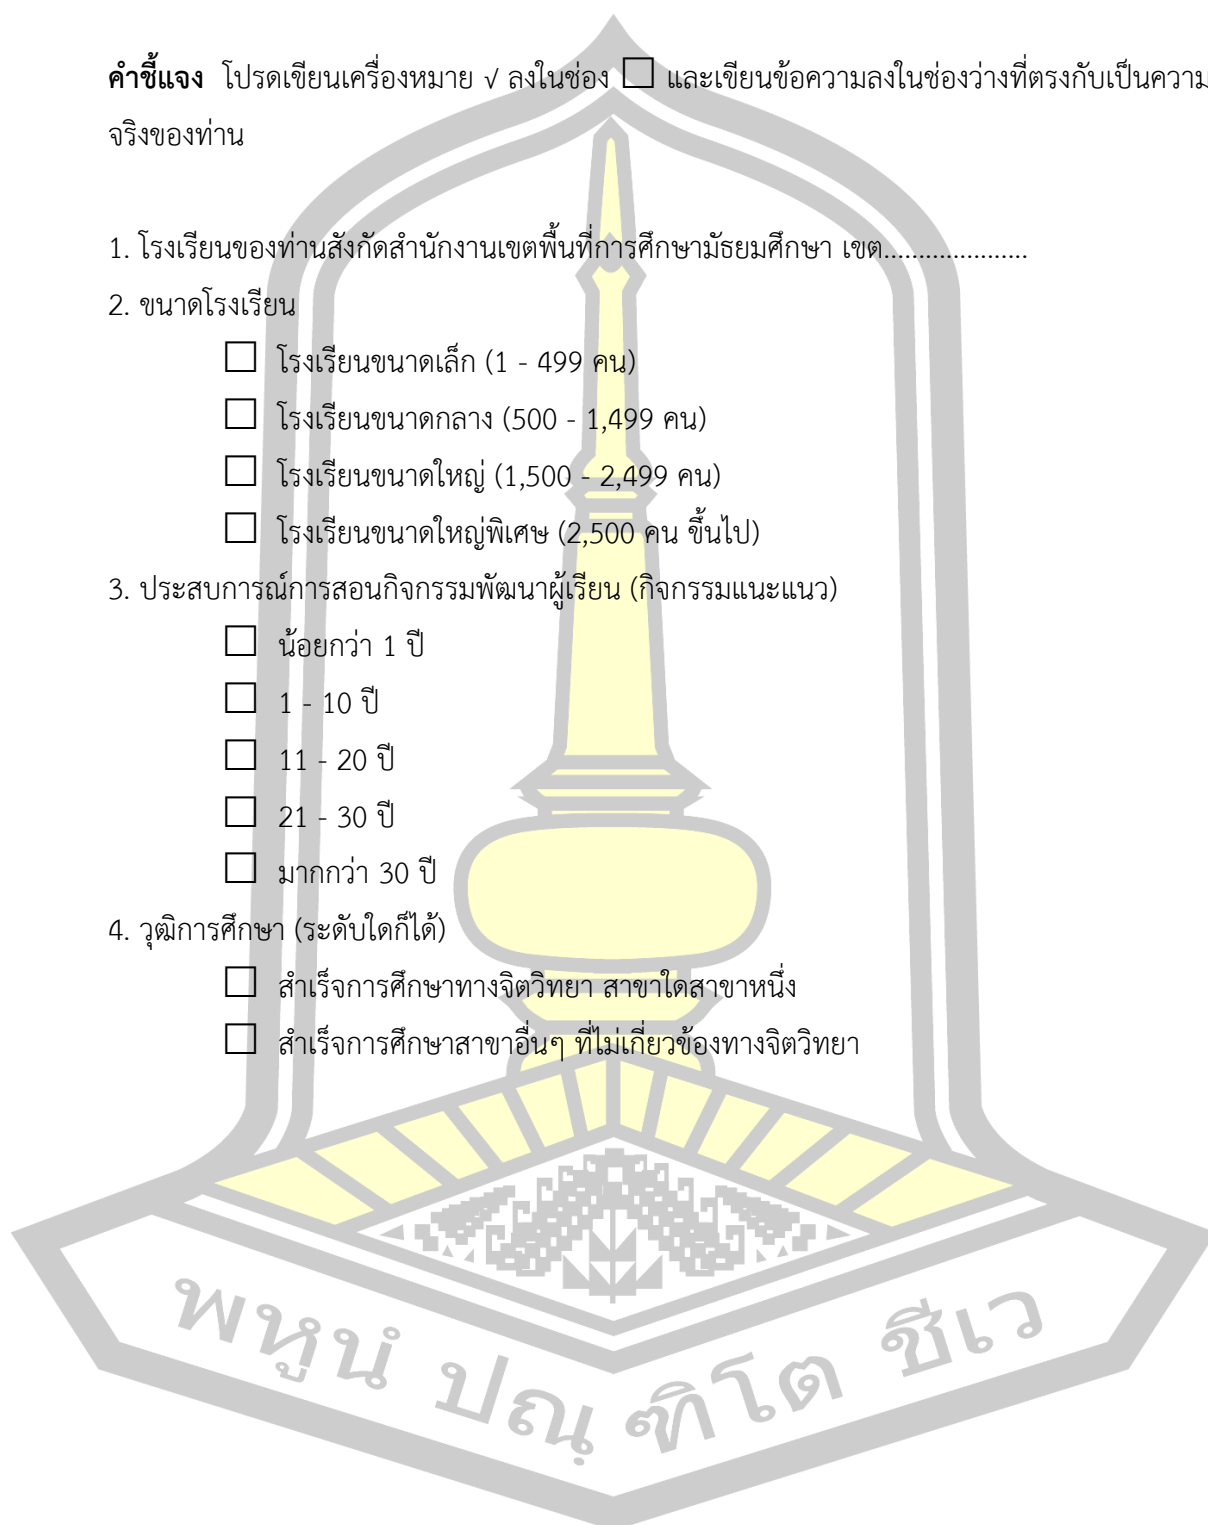 คำชี้แจง โปรดเขียนเครื่องหมาย √ ลงในช่อง □ และเขียนข้อความลงในช่องว่างที่ตรงกับเป็นความ
จริงของท่าน
1. โรงเรียนของท่านสังกัดสำนักงานเขตพื้นที่การศึกษามัธยมศึกษา เขต.....................
2. ขนาดโรงเรียน
□ โรงเรียนขนาดเล็ก (1 - 499 คน)
□ โรงเรียนขนาดกลาง (500 - 1,499 คน)
□ โรงเรียนขนาดใหญ่ (1,500 - 2,499 คน)
□ โรงเรียนขนาดใหญ่พิเศษ (2,500 คน ขึ้นไป)
3. ประสบการณ์การสอนกิจกรรมพัฒนาผู้เรียน (กิจกรรมแนะแนว)
□ น้อยกว่า 1 ปี
□ 1 - 10 ปี
□ 11 - 20 ปี
□ 21 - 30 ปี
□ มากกว่า 30 ปี
4. วุฒิการศึกษา (ระดับใดก็ได้)
□ สำเร็จการศึกษาทางจิตวิทยา สาขาใดสาขาหนึ่ง
□ สำเร็จการศึกษาสาขาอื่นๆ ที่ไม่เกี่ยวข้องทางจิตวิทยา
พหูนํ ปณฺฑิโต ชีเว